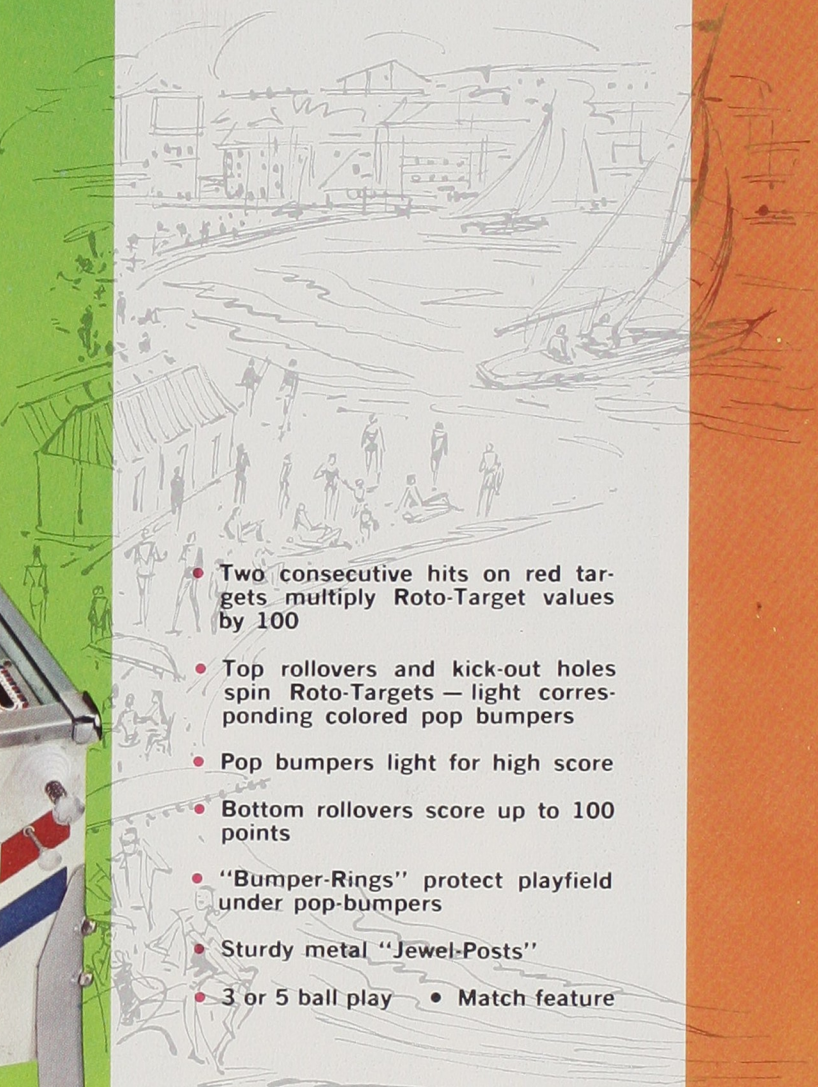 • Two consecutive hits on red tar-
gets multiply Roto-Target values
by 100
• Top rollovers and kick-out holes
spin Roto-Targets — light corres-
ponding colored pop bumpers
• Pop bumpers light for high score
• Bottom rollovers score up to 100
points
• “Bumper-Rings” protect playfield
under pop-bumpers
• Sturdy metal “Jewel-Posts”
• 3 or 5 ball play • Match feature